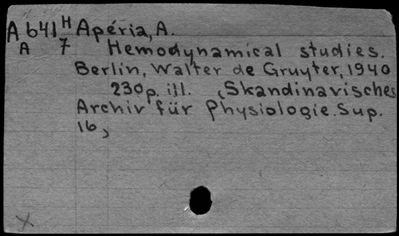 A641 H Apéria, A.
A 7 Hemodynamical studies.
Berlin, Walter de Gruyter, 1940
230p. ill. (Skandinavisches
Archiv für Physiologie. Sup.
16,
X